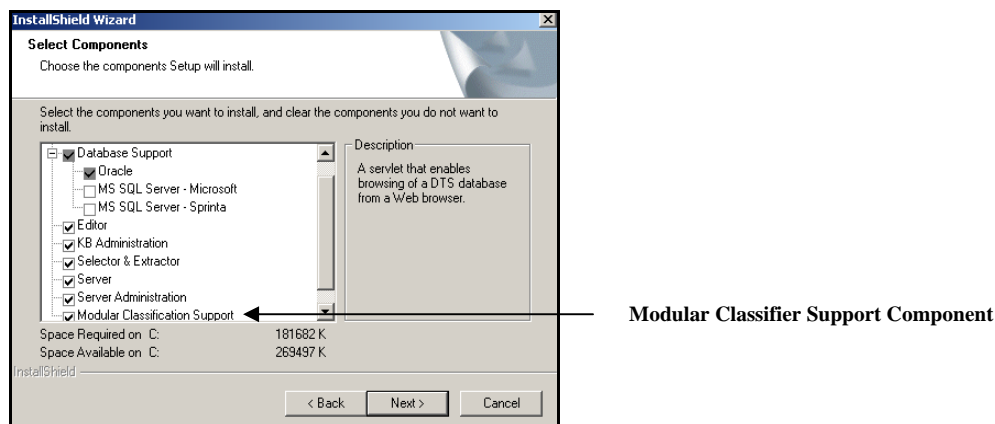 InstallShield Wizard
Select Components
Choose the components Setup will install.
Select the components you want to install, and clear the components you do not want to
install.
Database Support
Oracle
MS SQL Server - Microsoft
MS SQL Server - Sprinta
Editor
KB Administration
Selector & Extractor
Server
Server Administration
Modular Classification Support
Description
A servlet that enables
browsing of a DTS database
from a Web browser.
Modular Classifier Support Component
Space Required on C: 181682 K
Space Available on C: 269497 K
InstallShield
< Back
Next >
Cancel